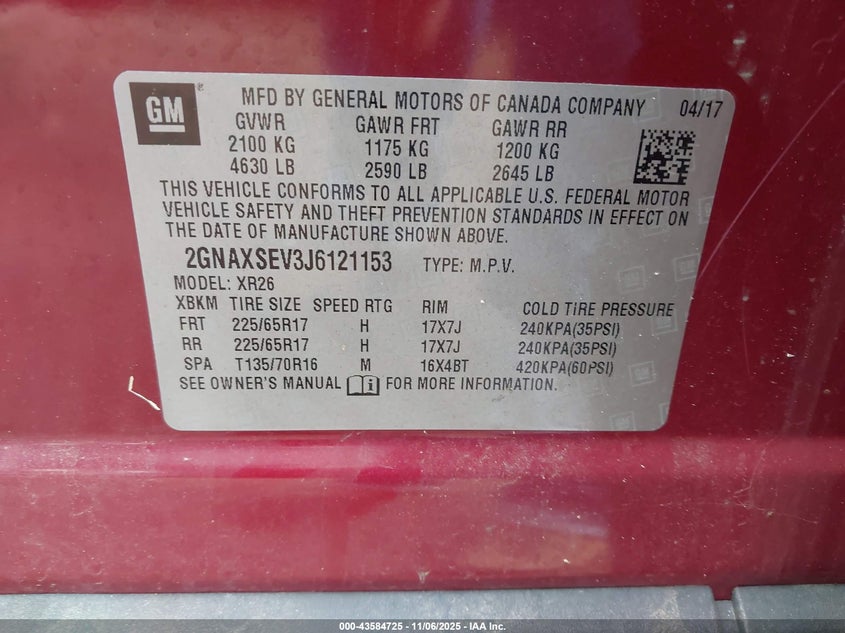 GM ® MFD BY GENERAL MOTORS OF CANADA COMPANY 04/17
GVWR GAWR FRT GAWR RR
2100 KG 1175 KG 1200 KG
4630 LB 2590 LB 2645 LB
THIS VEHICLE CONFORMS TO ALL APPLICABLE U.S. FEDERAL MOTOR
VEHICLE SAFETY AND THEFT PREVENTION STANDARDS IN EFFECT ON
THE DATE OF MANUFACTURE SHOWN ABOVE.
2GNAXSEV3J6121153 TYPE: M.P.V.
MODEL: XR26
XBKM TIRE SIZE SPEED RTG RIM COLD TIRE PRESSURE
FRT 225/65R17 H 17X7J 240KPA(35PSI)
RR 225/65R17 H 17X7J 240KPA(35PSI)
SPA T135/70R16 M 16X4BT 420KPA(60PSI)
SEE OWNER'S MANUAL FOR MORE INFORMATION.
000-43584725 - 11/06/2025 - IAA Inc.